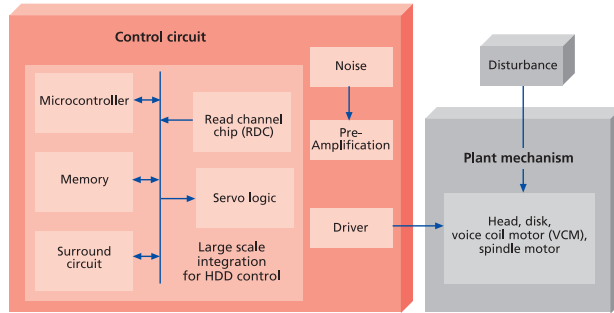 Control circuit
Microcontroller
Memory
Surround
circuit
Read channel
chip (RDC)
Servo logic
Large scale
integration
for HDD control
Noise
Pre-
Amplification
Driver
Disturbance
Plant mechanism
Head, disk,
voice coil motor (VCM),
spindle motor